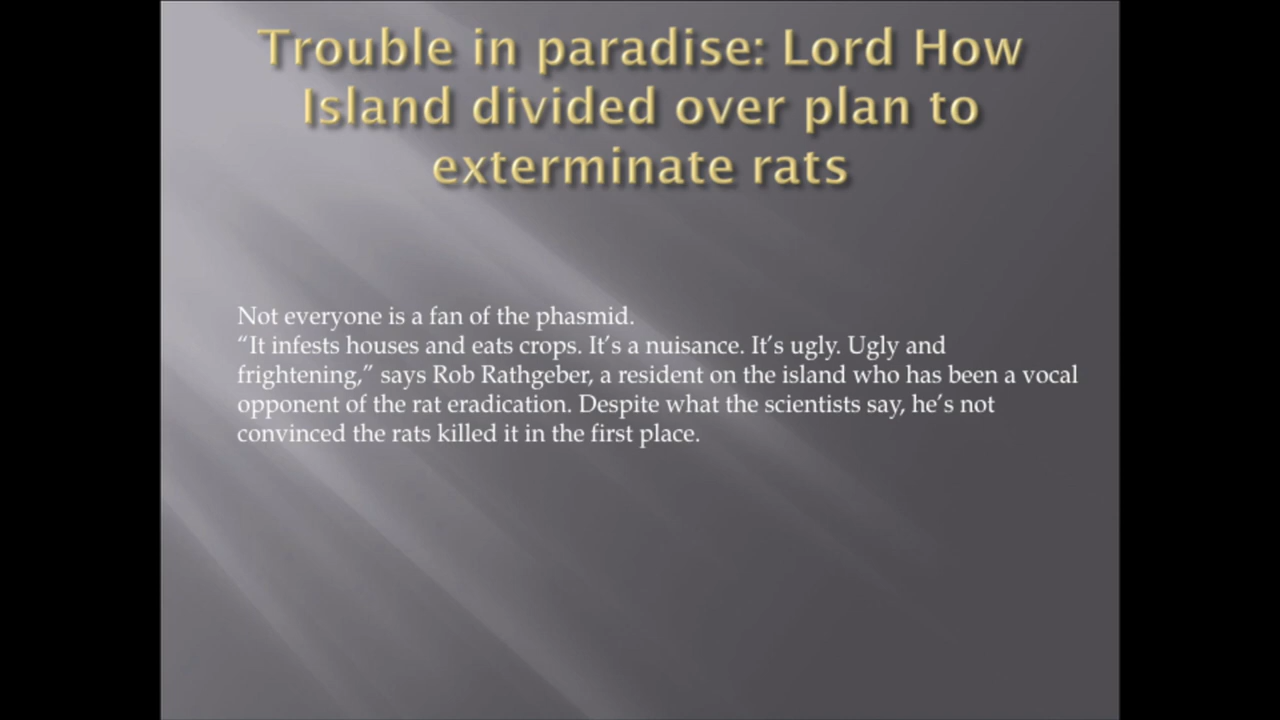 Trouble in paradise: Lord How
Island divided over plan to
exterminate rats
Not everyone is a fan of the phasmid.
“It infests houses and eats crops. It’s a nuisance. It’s ugly. Ugly and
frightening,” says Rob Rathgeber, a resident on the island who has been a vocal
opponent of the rat eradication. Despite what the scientists say, he’s not
convinced the rats killed it in the first place.